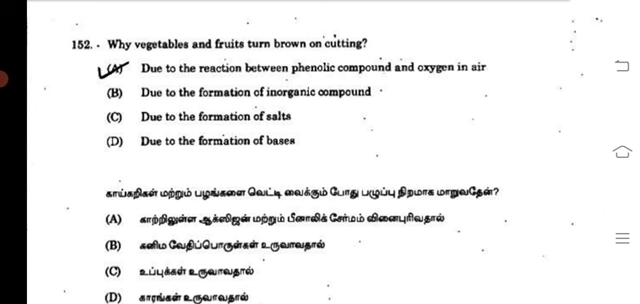 152. Why vegetables and fruits turn brown on cutting?
(A) Due to the reaction between phenolic compound and oxygen in air
(B) Due to the formation of inorganic compound
(C) Due to the formation of salts
(D) Due to the formation of bases
காய்கறிகள் மற்றும் பழங்களை வெட்டி வைக்கும் போது பழுப்பு நிறமாக மாறுவதேன்?
(A) காற்றிலுள்ள ஆக்ஸிஜன் மற்றும் பீனாலிக் சேர்மம் வினைபுரிவதால்
(B) கனிம வேதிப்பொருள்கள் உருவாவதால்
(C) உப்புக்கள் உருவாவதால்
(D) காரங்கள் உருவாவதால்